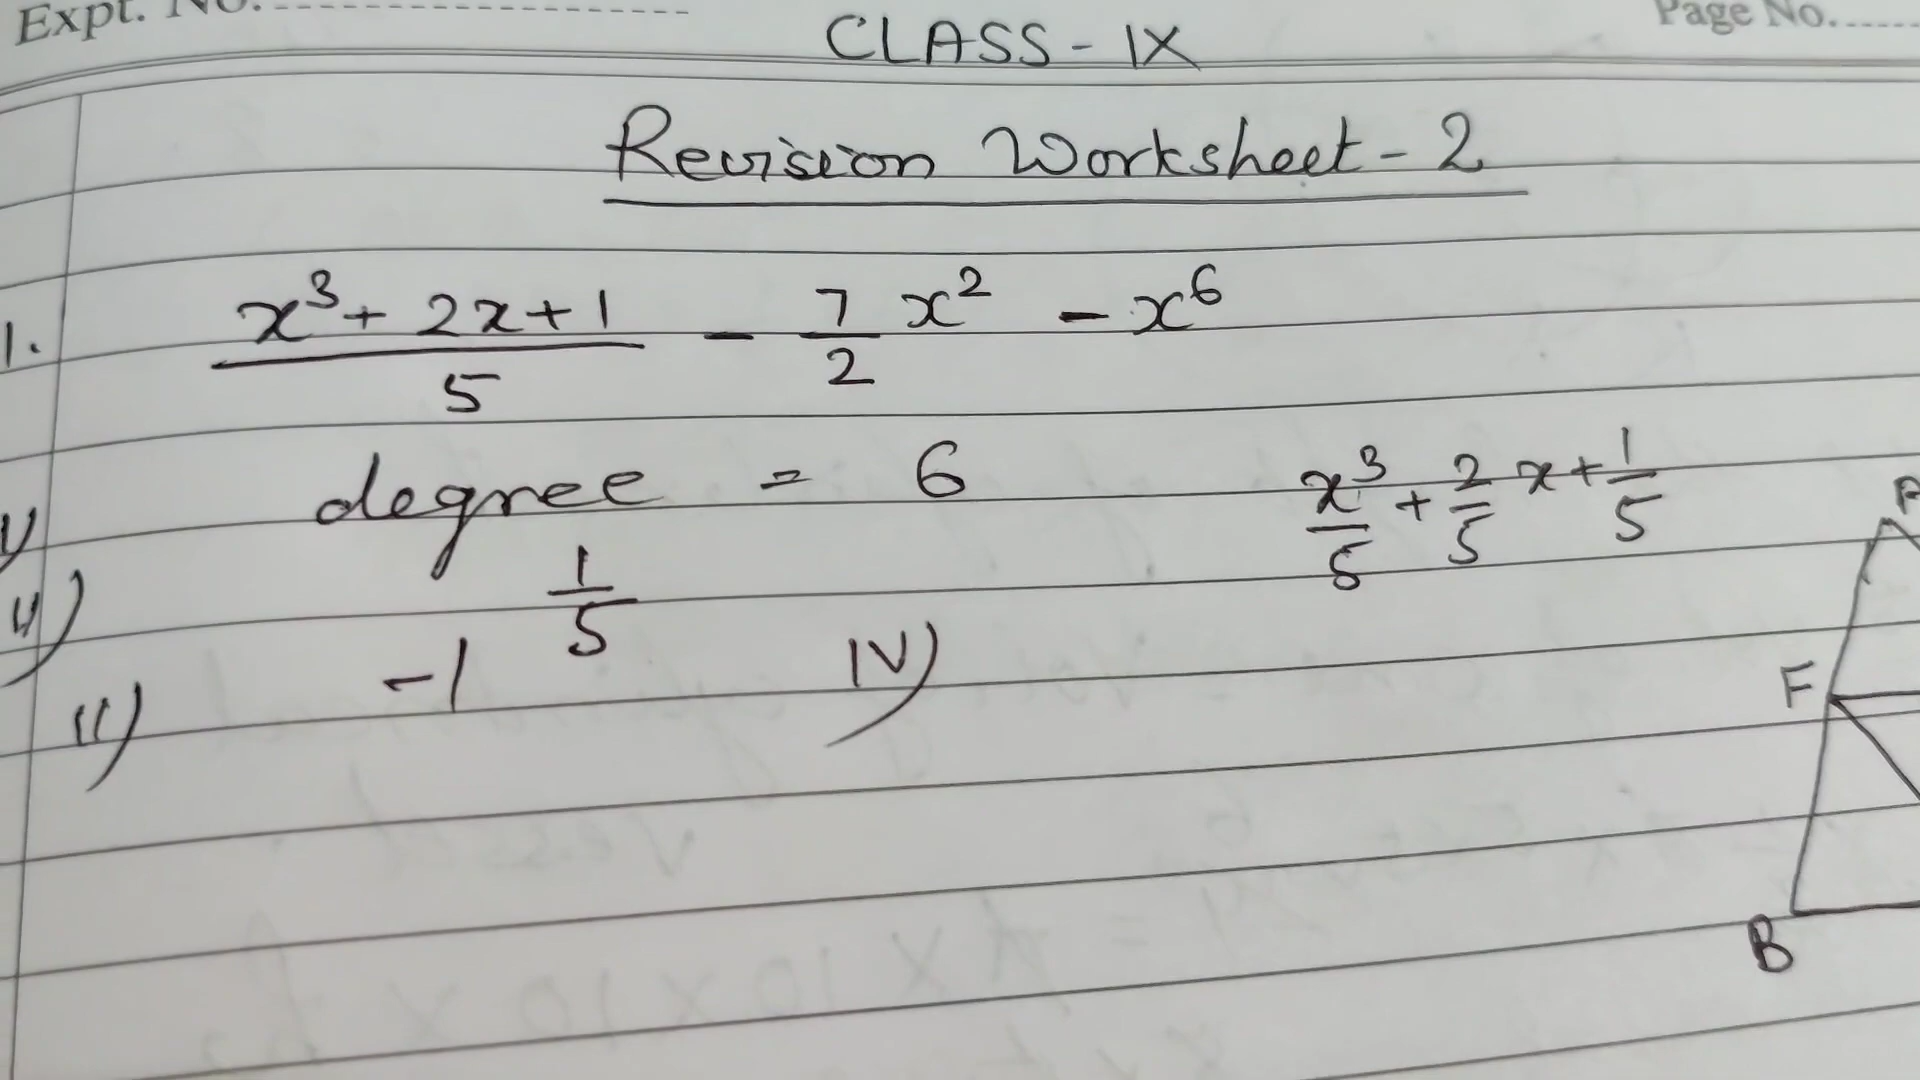 Expt. No.
Page No.
CLASS - IX
Revision Worksheet - 2
1. (x³ + 2x + 1)/5 - 7/2 x² - x⁶
degree = 6
x³/5 + 2/5 x + 1/5
1/5
II) -1
IV)
F
B